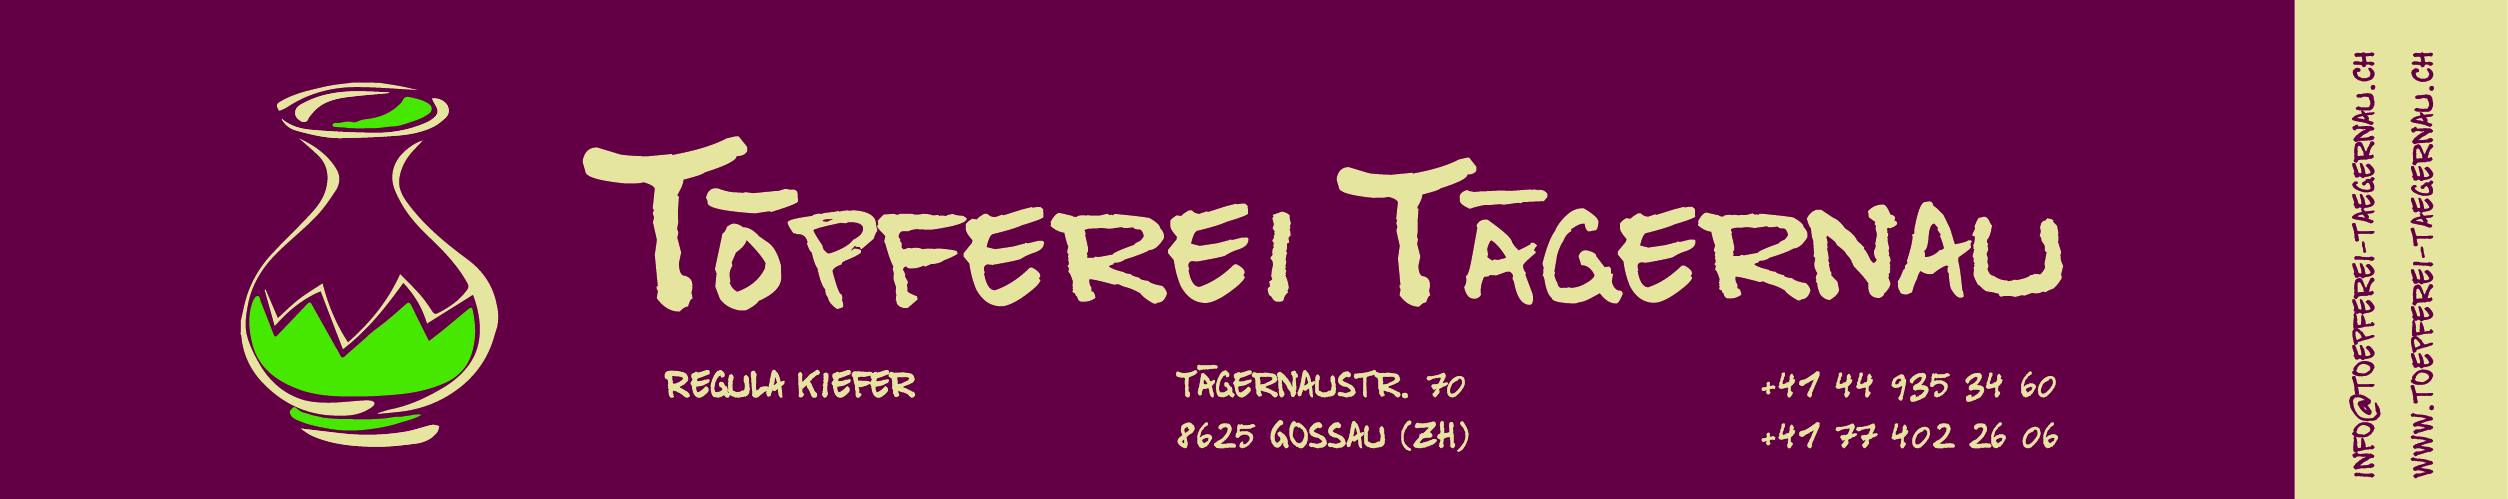 TÖPFEREI TÄGERNAU
REGULA KIEFER
TÄGERNAUSTR. 70
8625 GOSSAU (ZH)
+41 44 935 34 60
+41 77 402 26 06
INFO@TOEPFEREI-TAEGERNAU.CH
WWW.TOEPFEREI-TAEGERNAU.CH